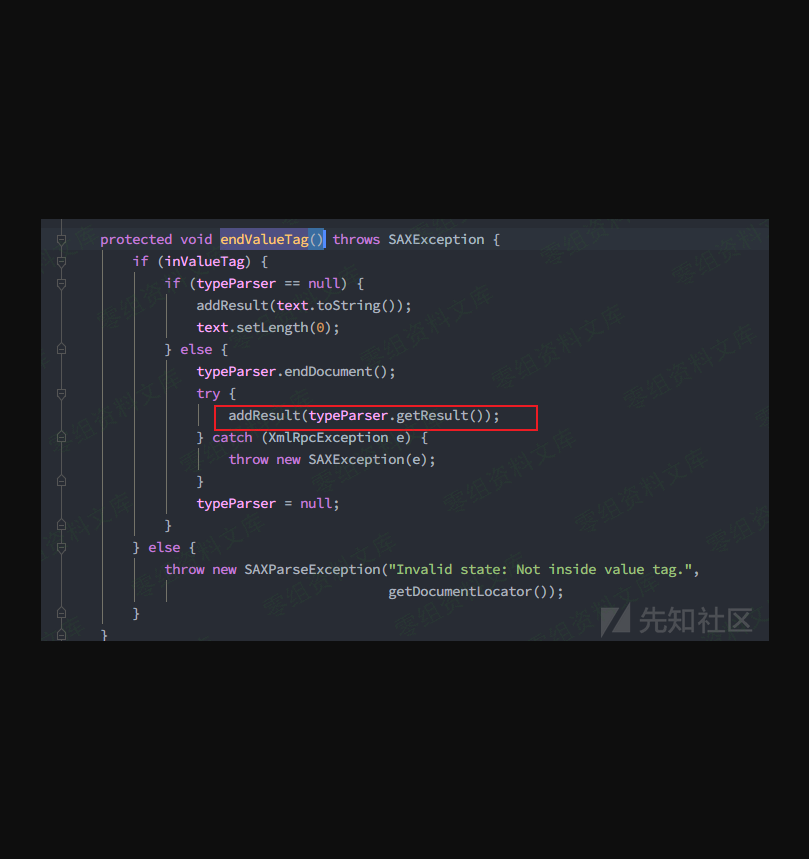 protected void endValueTag() throws SAXException {
if (inValueTag) {
if (typeParser == null) {
addResult(text.toString());
text.setLength(0);
} else {
typeParser.endDocument();
try {
addResult(typeParser.getResult());
} catch (XmlRpcException e) {
throw new SAXException(e);
}
typeParser = null;
}
} else {
throw new SAXParseException("Invalid state: Not inside value tag.",
getDocumentLocator());
}
}
先知社区